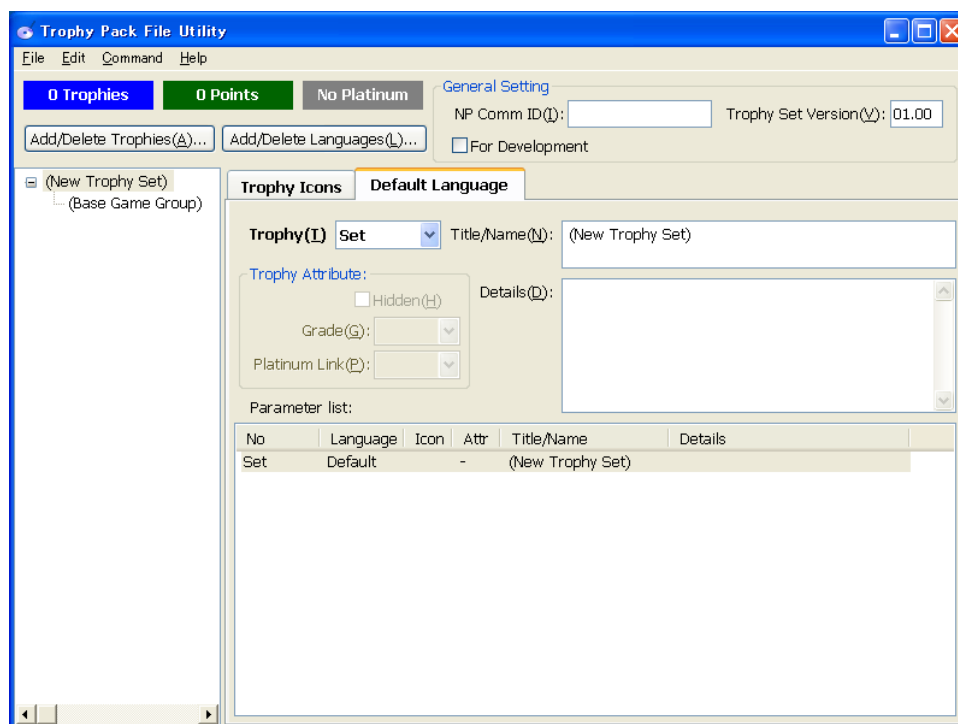 Trophy Pack File Utility
File Edit Command Help
0 Trophies 0 Points No Platinum
General Setting
NP Comm ID(I): Trophy Set Version(V): 01.00
Add/Delete Trophies(A)... Add/Delete Languages(L)...
For Development
(New Trophy Set)
(Base Game Group)
Trophy Icons Default Language
Trophy(I) Set Title/Name(N): (New Trophy Set)
Trophy Attribute:
Hidden(H)
Details(D):
Grade(G):
Platinum Link(P):
Parameter list:
No Language Icon Attr Title/Name Details
Set Default - (New Trophy Set)